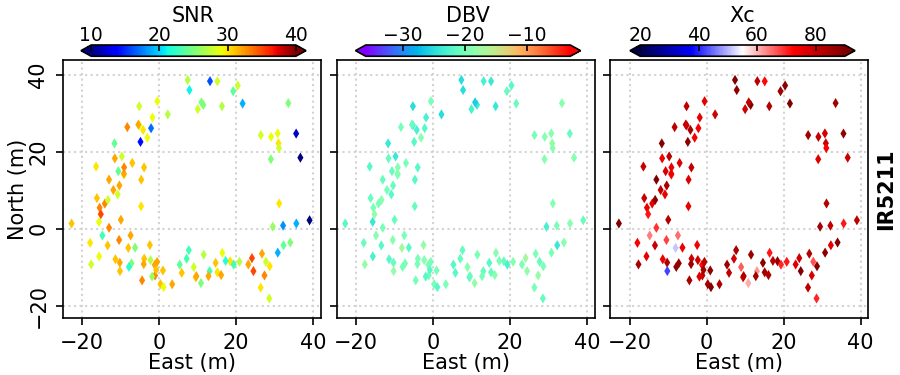 SNR DBV Xc
10 20 30 40 −30 −20 −10 20 40 60 80
40
20
0
−20
North (m)
IR5211
−20 0 20 40 −20 0 20 40 −20 0 20 40
East (m) East (m) East (m)